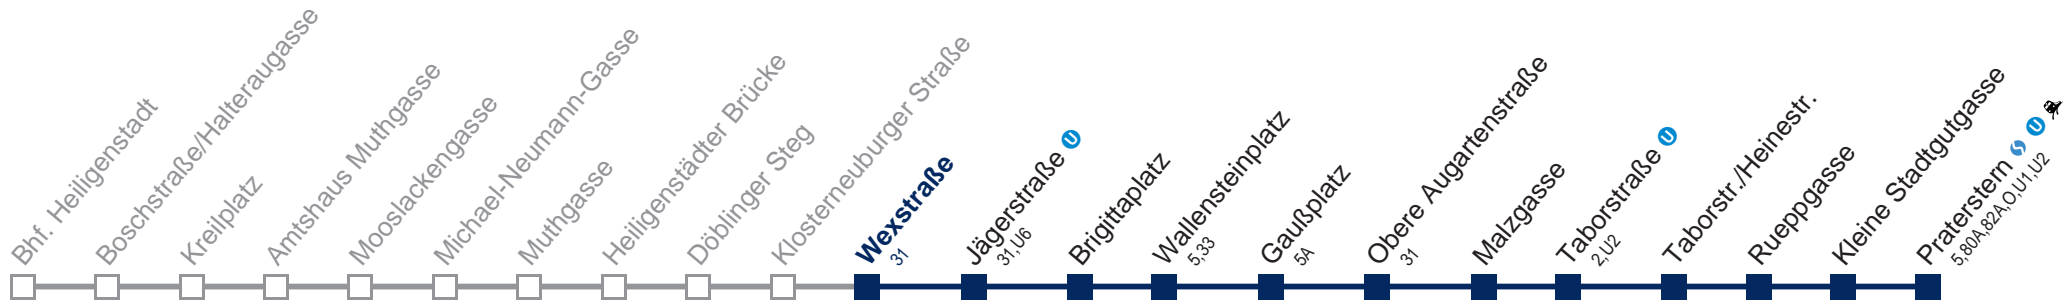 Bhf. Heiligenstadt
Boschstraße/Halteraugasse
Kreilplatz
Amtshaus Muthgasse
Mooslackengasse
Michael-Neumann-Gasse
Muthgasse
Heiligenstädter Brücke
Döblinger Steg
Klosterneuburger Straße
Wexstraße
31
Jägerstraße U
31,U6
Brigittaplatz
Wallensteinplatz
5,33
Gaußplatz
5A
Obere Augartenstraße
31
Malzgasse
Taborstraße U
2,U2
Taborstr./Heinestr.
Rueppgasse
Kleine Stadtgutgasse
Praterstern S U
5,80A,82A,O,U1,U2